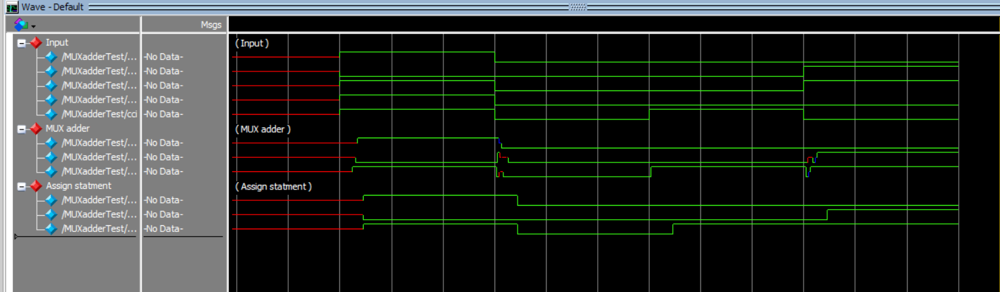 Wave - Default
Msgs
Input
/MUXadderTest/... -No Data-
/MUXadderTest/... -No Data-
/MUXadderTest/... -No Data-
/MUXadderTest/... -No Data-
/MUXadderTest/cci -No Data-
MUX adder
/MUXadderTest/... -No Data-
/MUXadderTest/... -No Data-
/MUXadderTest/... -No Data-
Assign statment
/MUXadderTest/... -No Data-
/MUXadderTest/... -No Data-
/MUXadderTest/... -No Data-
( Input )
( MUX adder )
( Assign statment )